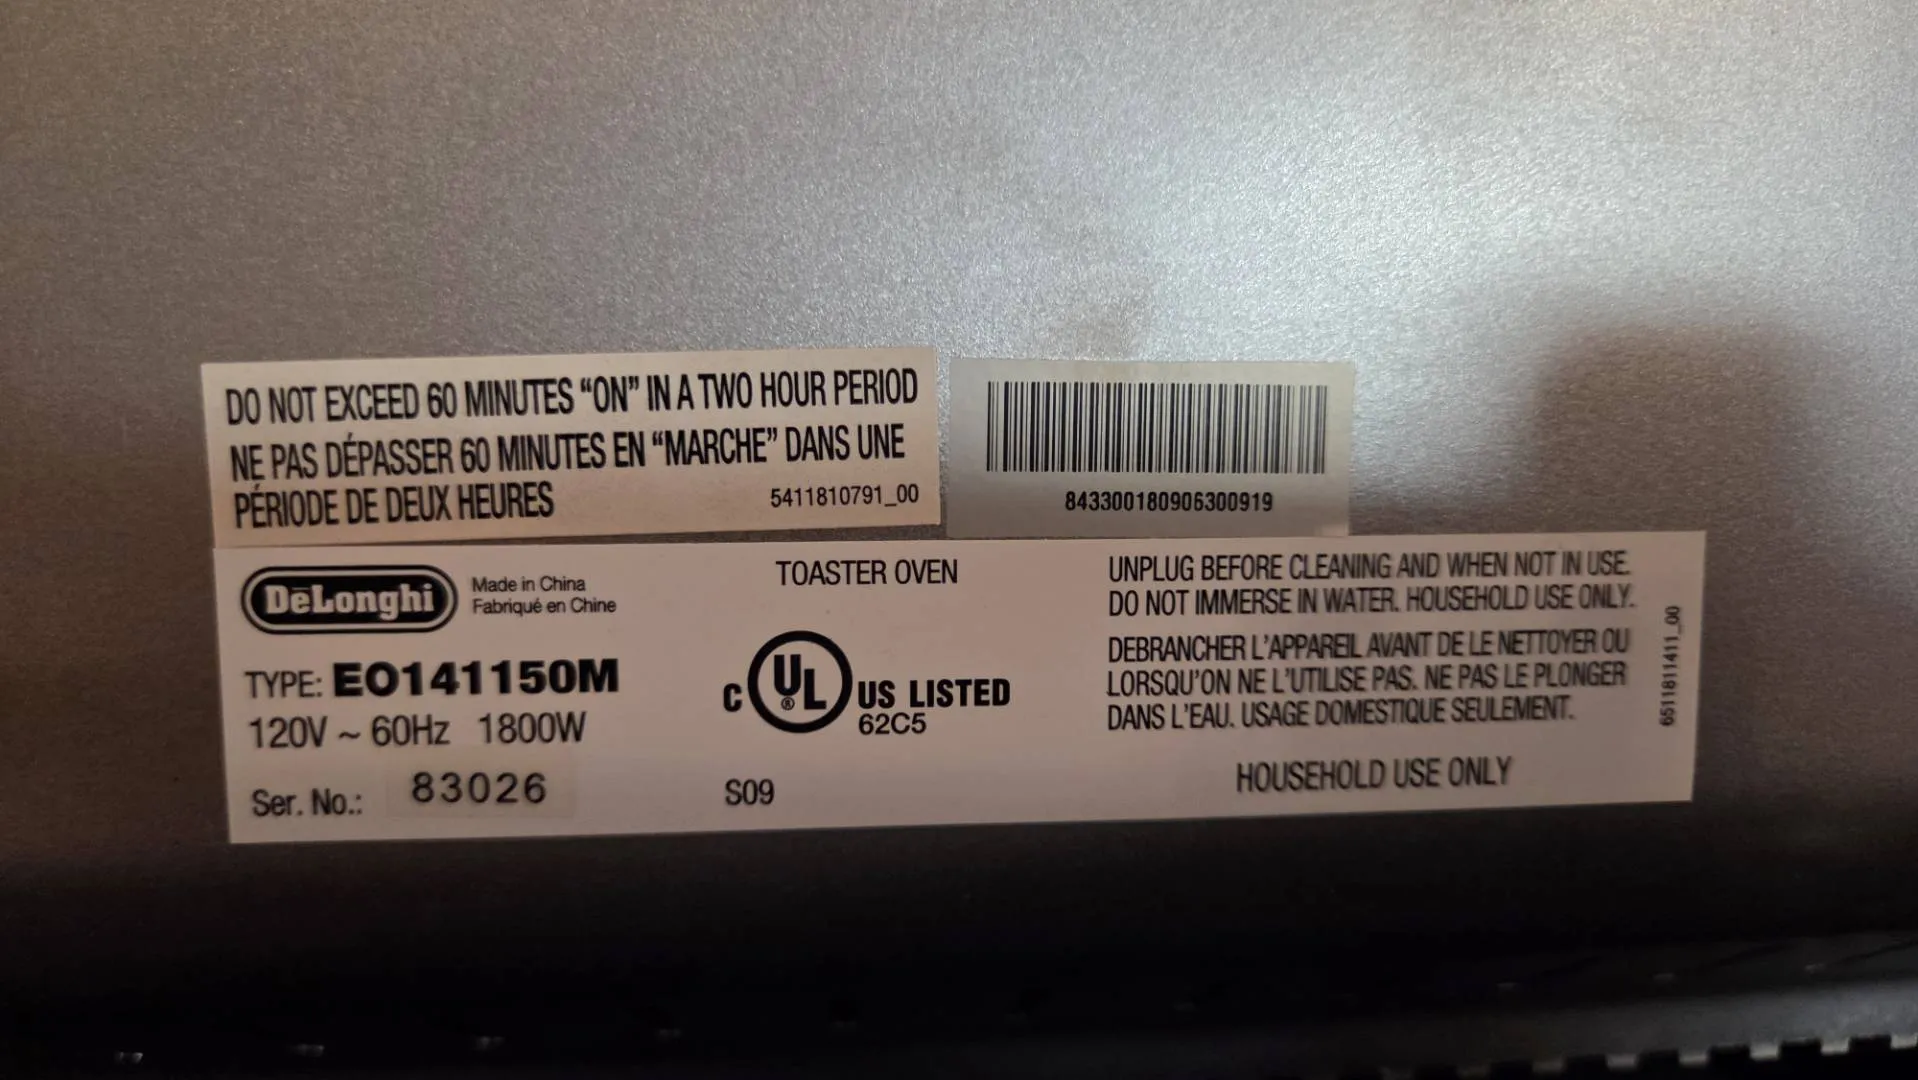 DO NOT EXCEED 60 MINUTES “ON” IN A TWO HOUR PERIOD
NE PAS DÉPASSER 60 MINUTES EN “MARCHE” DANS UNE
PÉRIODE DE DEUX HEURES
5411810791_00
843300180906300919
DēLonghi
Made in China
Fabriqué en Chine
TYPE: EO141150M
120V ~ 60Hz 1800W
Ser. No.: 83026
TOASTER OVEN
C UL ® US LISTED
62C5
S09
UNPLUG BEFORE CLEANING AND WHEN NOT IN USE.
DO NOT IMMERSE IN WATER. HOUSEHOLD USE ONLY.
DEBRANCHER L'APPAREIL AVANT DE LE NETTOYER OU
LORSQU'ON NE L'UTILISE PAS. NE PAS LE PLONGER
DANS L'EAU. USAGE DOMESTIQUE SEULEMENT.
HOUSEHOLD USE ONLY
6511811411_00